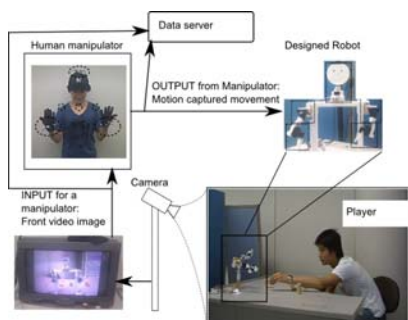 Data server
Human manipulator
Designed Robot
OUTPUT from Manipulator:
Motion captured movement
Camera
INPUT for a
manipulator:
Front video image
Player